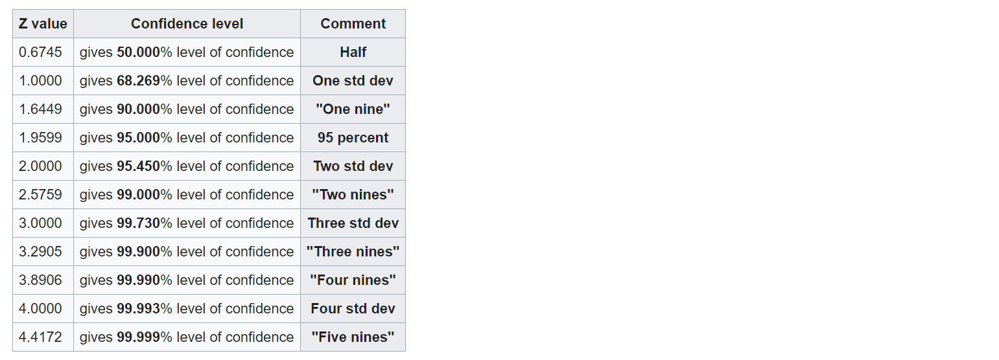 Z value Confidence level Comment
0.6745 gives 50.000% level of confidence Half
1.0000 gives 68.269% level of confidence One std dev
1.6449 gives 90.000% level of confidence "One nine"
1.9599 gives 95.000% level of confidence 95 percent
2.0000 gives 95.450% level of confidence Two std dev
2.5759 gives 99.000% level of confidence "Two nines"
3.0000 gives 99.730% level of confidence Three std dev
3.2905 gives 99.900% level of confidence "Three nines"
3.8906 gives 99.990% level of confidence "Four nines"
4.0000 gives 99.993% level of confidence Four std dev
4.4172 gives 99.999% level of confidence "Five nines"